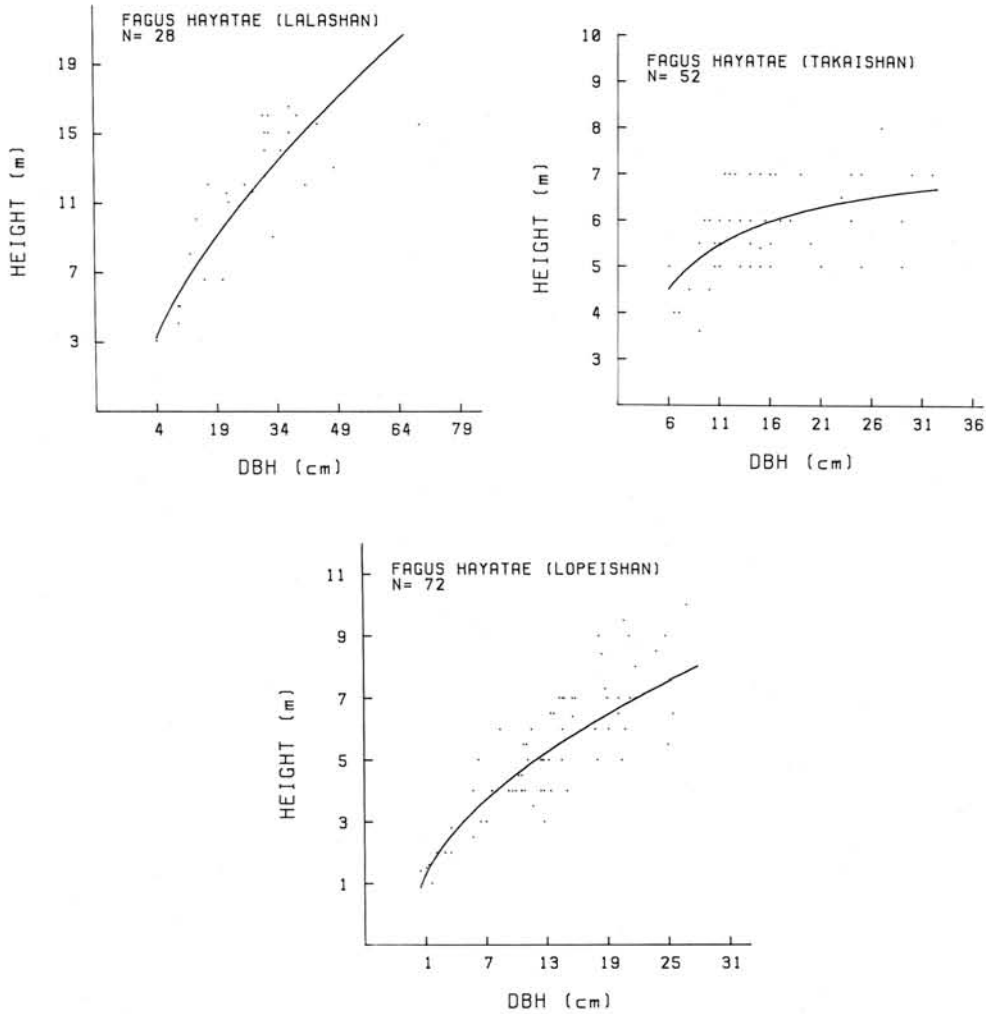 FAGUS HAYATAE (LALASHAN)
N= 28
19
15
11
7
3
HEIGHT (m)
4 19 34 49 64 79
DBH (cm)
10
FAGUS HAYATAE (TAKAISHAN)
N= 52
9
8
7
6
5
4
3
HEIGHT (m)
6 11 16 21 26 31 36
DBH (cm)
FAGUS HAYATAE (LOPEISHAN)
N= 72
11
9
7
5
3
1
HEIGHT (m)
1 7 13 19 25 31
DBH (cm)